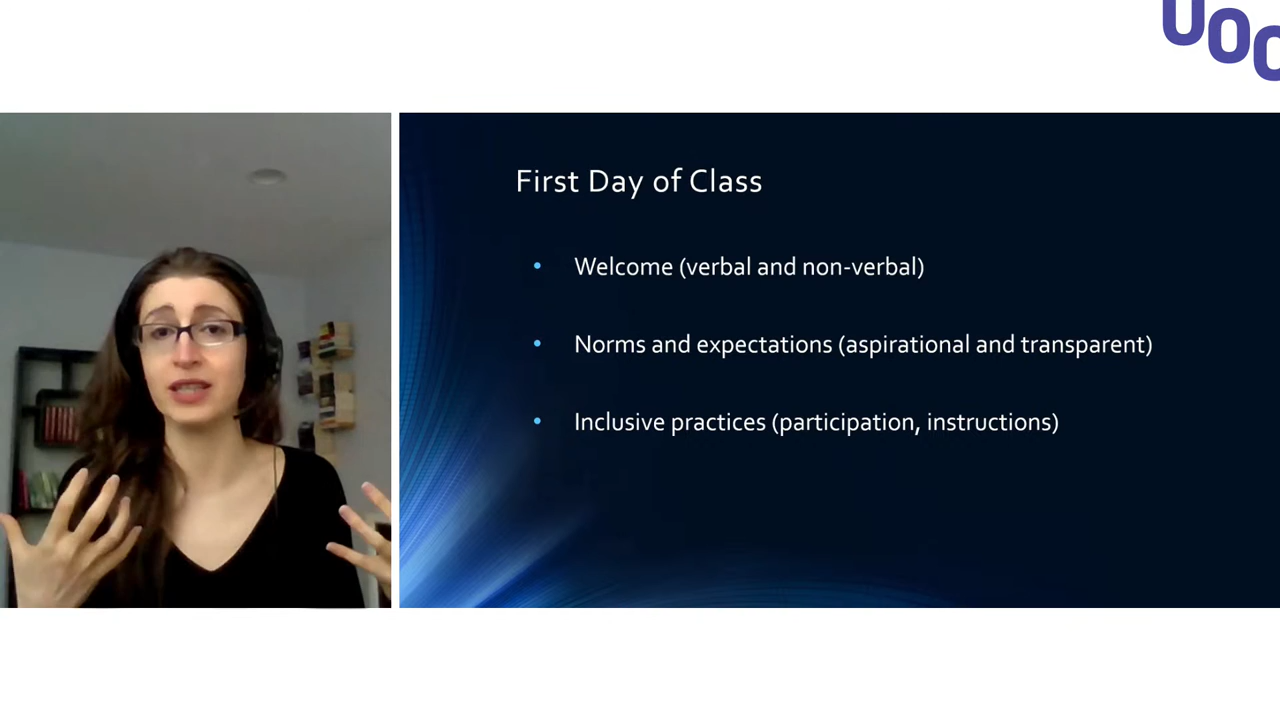 UOC
First Day of Class
• Welcome (verbal and non-verbal)
• Norms and expectations (aspirational and transparent)
• Inclusive practices (participation, instructions)